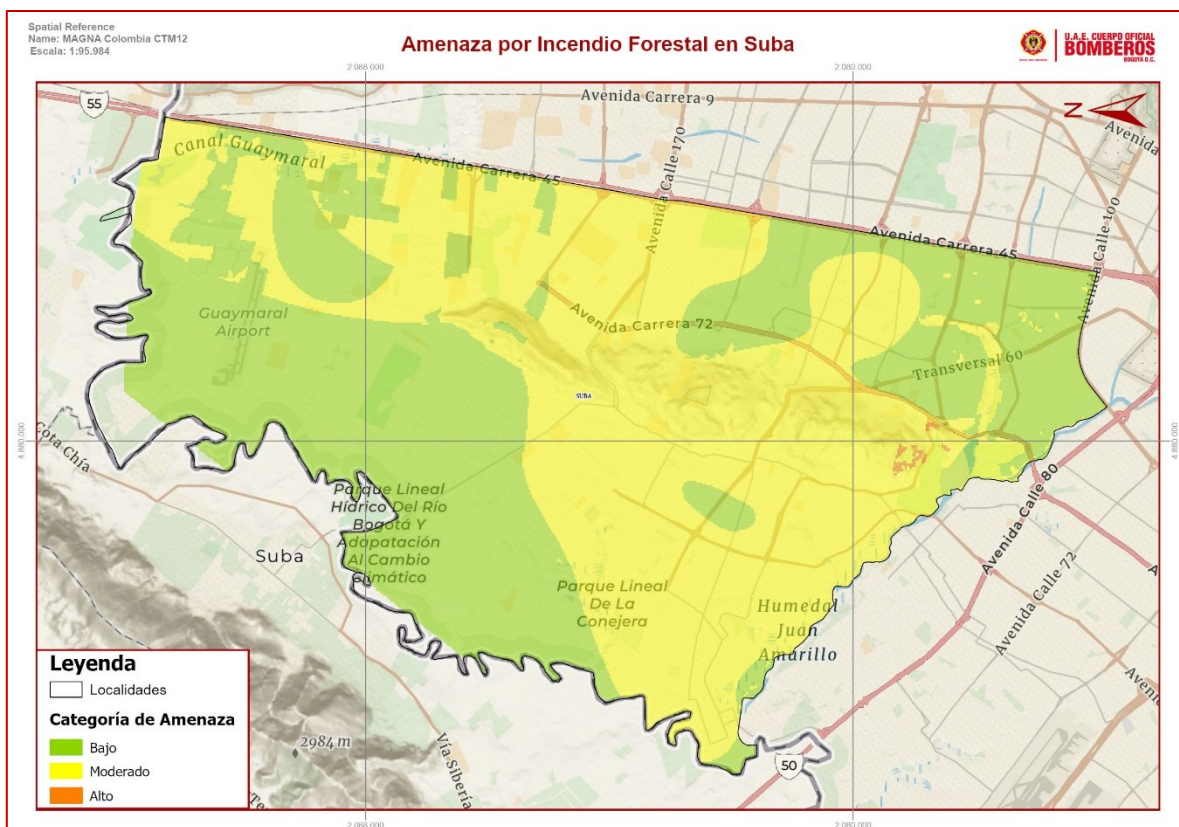 Spatial Reference
Name: MAGNA Colombia CTM12
Escala: 1:95.984
Amenaza por Incendio Forestal en Suba
U.A.E. CUERPO OFICIAL
BOMBEROS
BOGOTÁ D.C.
2.088.000
2.080.000
55
Avenida Carrera 9
N
Avenida
Canal Guaymaral
Avenida Carrera 45
Avenida Calle 170
Avenida Calle 100
Avenida Carrera 45
Guaymaral
Airport
Avenida Carrera 72
Transversal 60
SUBA
4.880.000
4.880.000
Cota Chía
Avenida Calle 80
Parque Lineal
Hídrico Del Río
Bogotá Y
Adapatación
Al Cambio
Climático
Suba
Avenida Calle 72
Parque Lineal
De La
Conejera
Humedal
Juan
Amarillo
A
Avenida
Leyenda
Localidades
Categoría de Amenaza
Bajo
Moderado
Alto
2984 m
Vía Siberia
50
2.088.000
2.080.000